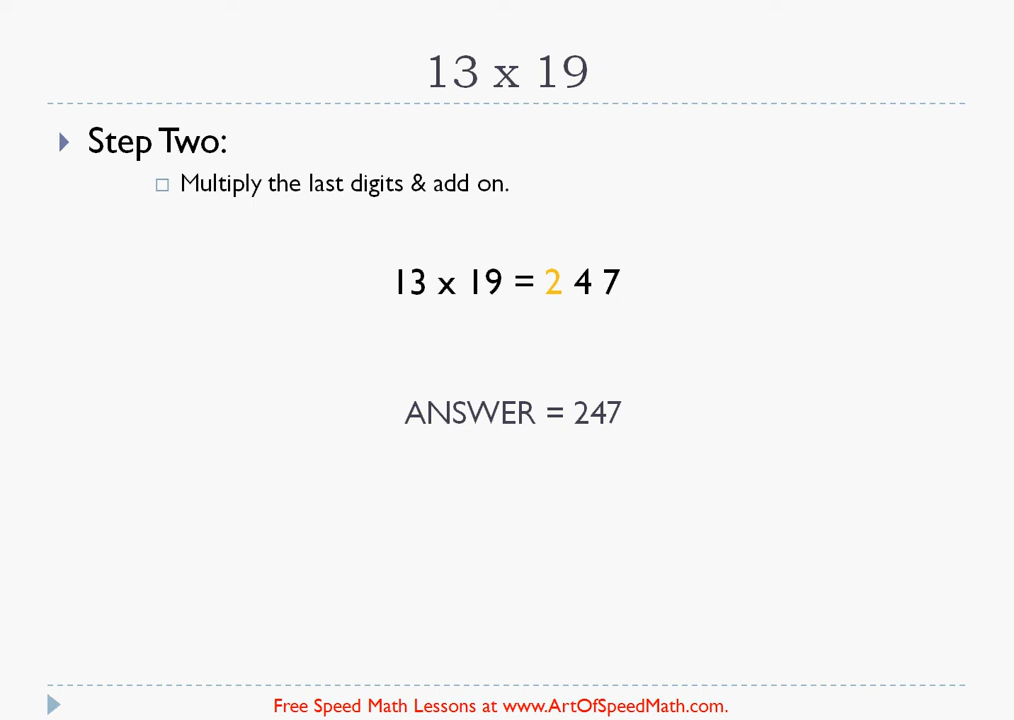 13 x 19
Step Two:
Multiply the last digits & add on.
13 x 19 = 2 4 7
ANSWER = 247
Free Speed Math Lessons at www.ArtOfSpeedMath.com.